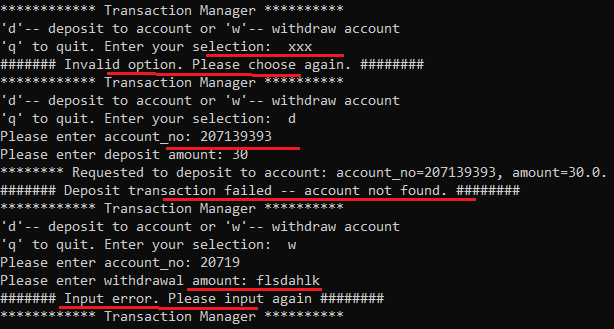 ************ Transaction Manager **********
'd'-- deposit to account or 'w'-- withdraw account
'q' to quit. Enter your selection:  xxx
####### Invalid option. Please choose again. ########
************ Transaction Manager **********
'd'-- deposit to account or 'w'-- withdraw account
'q' to quit. Enter your selection:  d
Please enter account_no: 207139393
Please enter deposit amount: 30
******** Requested to deposit to account: account_no=207139393, amount=30.0.
####### Deposit transaction failed -- account not found. ########
************ Transaction Manager **********
'd'-- deposit to account or 'w'-- withdraw account
'q' to quit. Enter your selection:  w
Please enter account_no: 20719
Please enter withdrawal amount: flsdahlk
####### Input error. Please input again ########
************ Transaction Manager **********